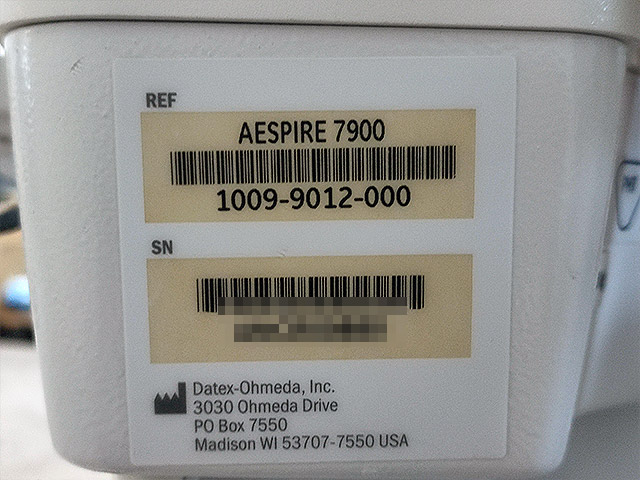 REF
AESPIRE 7900
1009-9012-000
SN
Datex-Ohmeda, Inc.
3030 Ohmeda Drive
PO Box 7550
Madison WI 53707-7550 USA